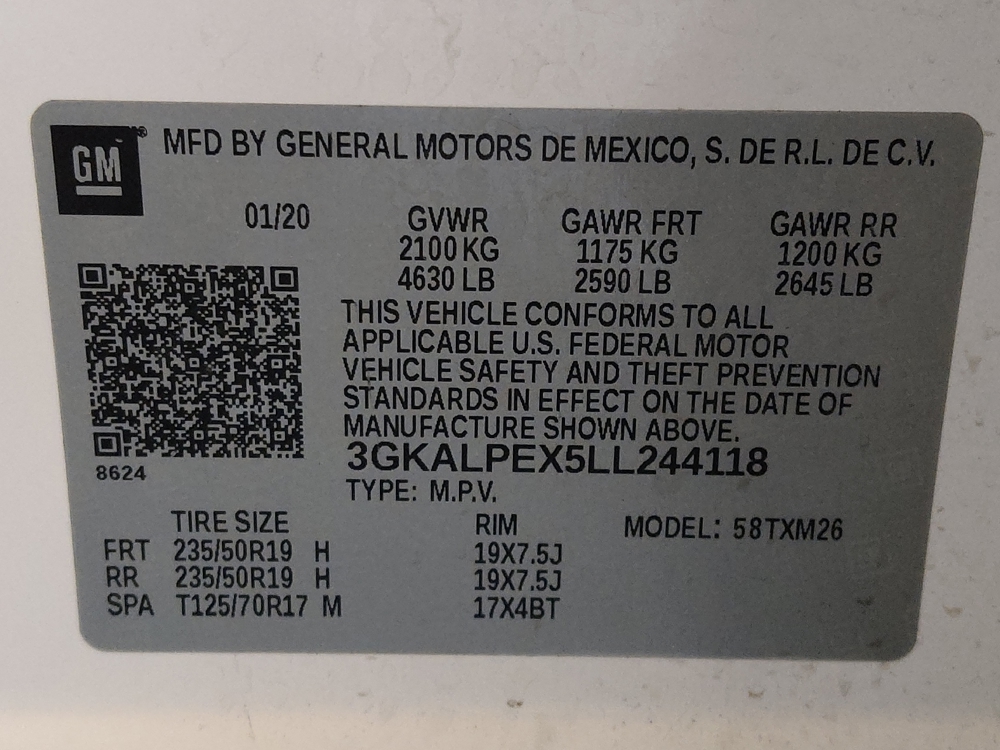 GM® MFD BY GENERAL MOTORS DE MEXICO, S. DE R.L. DE C.V.
01/20 GVWR GAWR FRT GAWR RR
2100 KG 1175 KG 1200 KG
4630 LB 2590 LB 2645 LB
THIS VEHICLE CONFORMS TO ALL
APPLICABLE U.S. FEDERAL MOTOR
VEHICLE SAFETY AND THEFT PREVENTION
STANDARDS IN EFFECT ON THE DATE OF
MANUFACTURE SHOWN ABOVE.
3GKALPEX5LL244118
8624
TYPE: M.P.V.
TIRE SIZE RIM MODEL: 58TXM26
FRT 235/50R19 H 19X7.5J
RR 235/50R19 H 19X7.5J
SPA T125/70R17 M 17X4BT